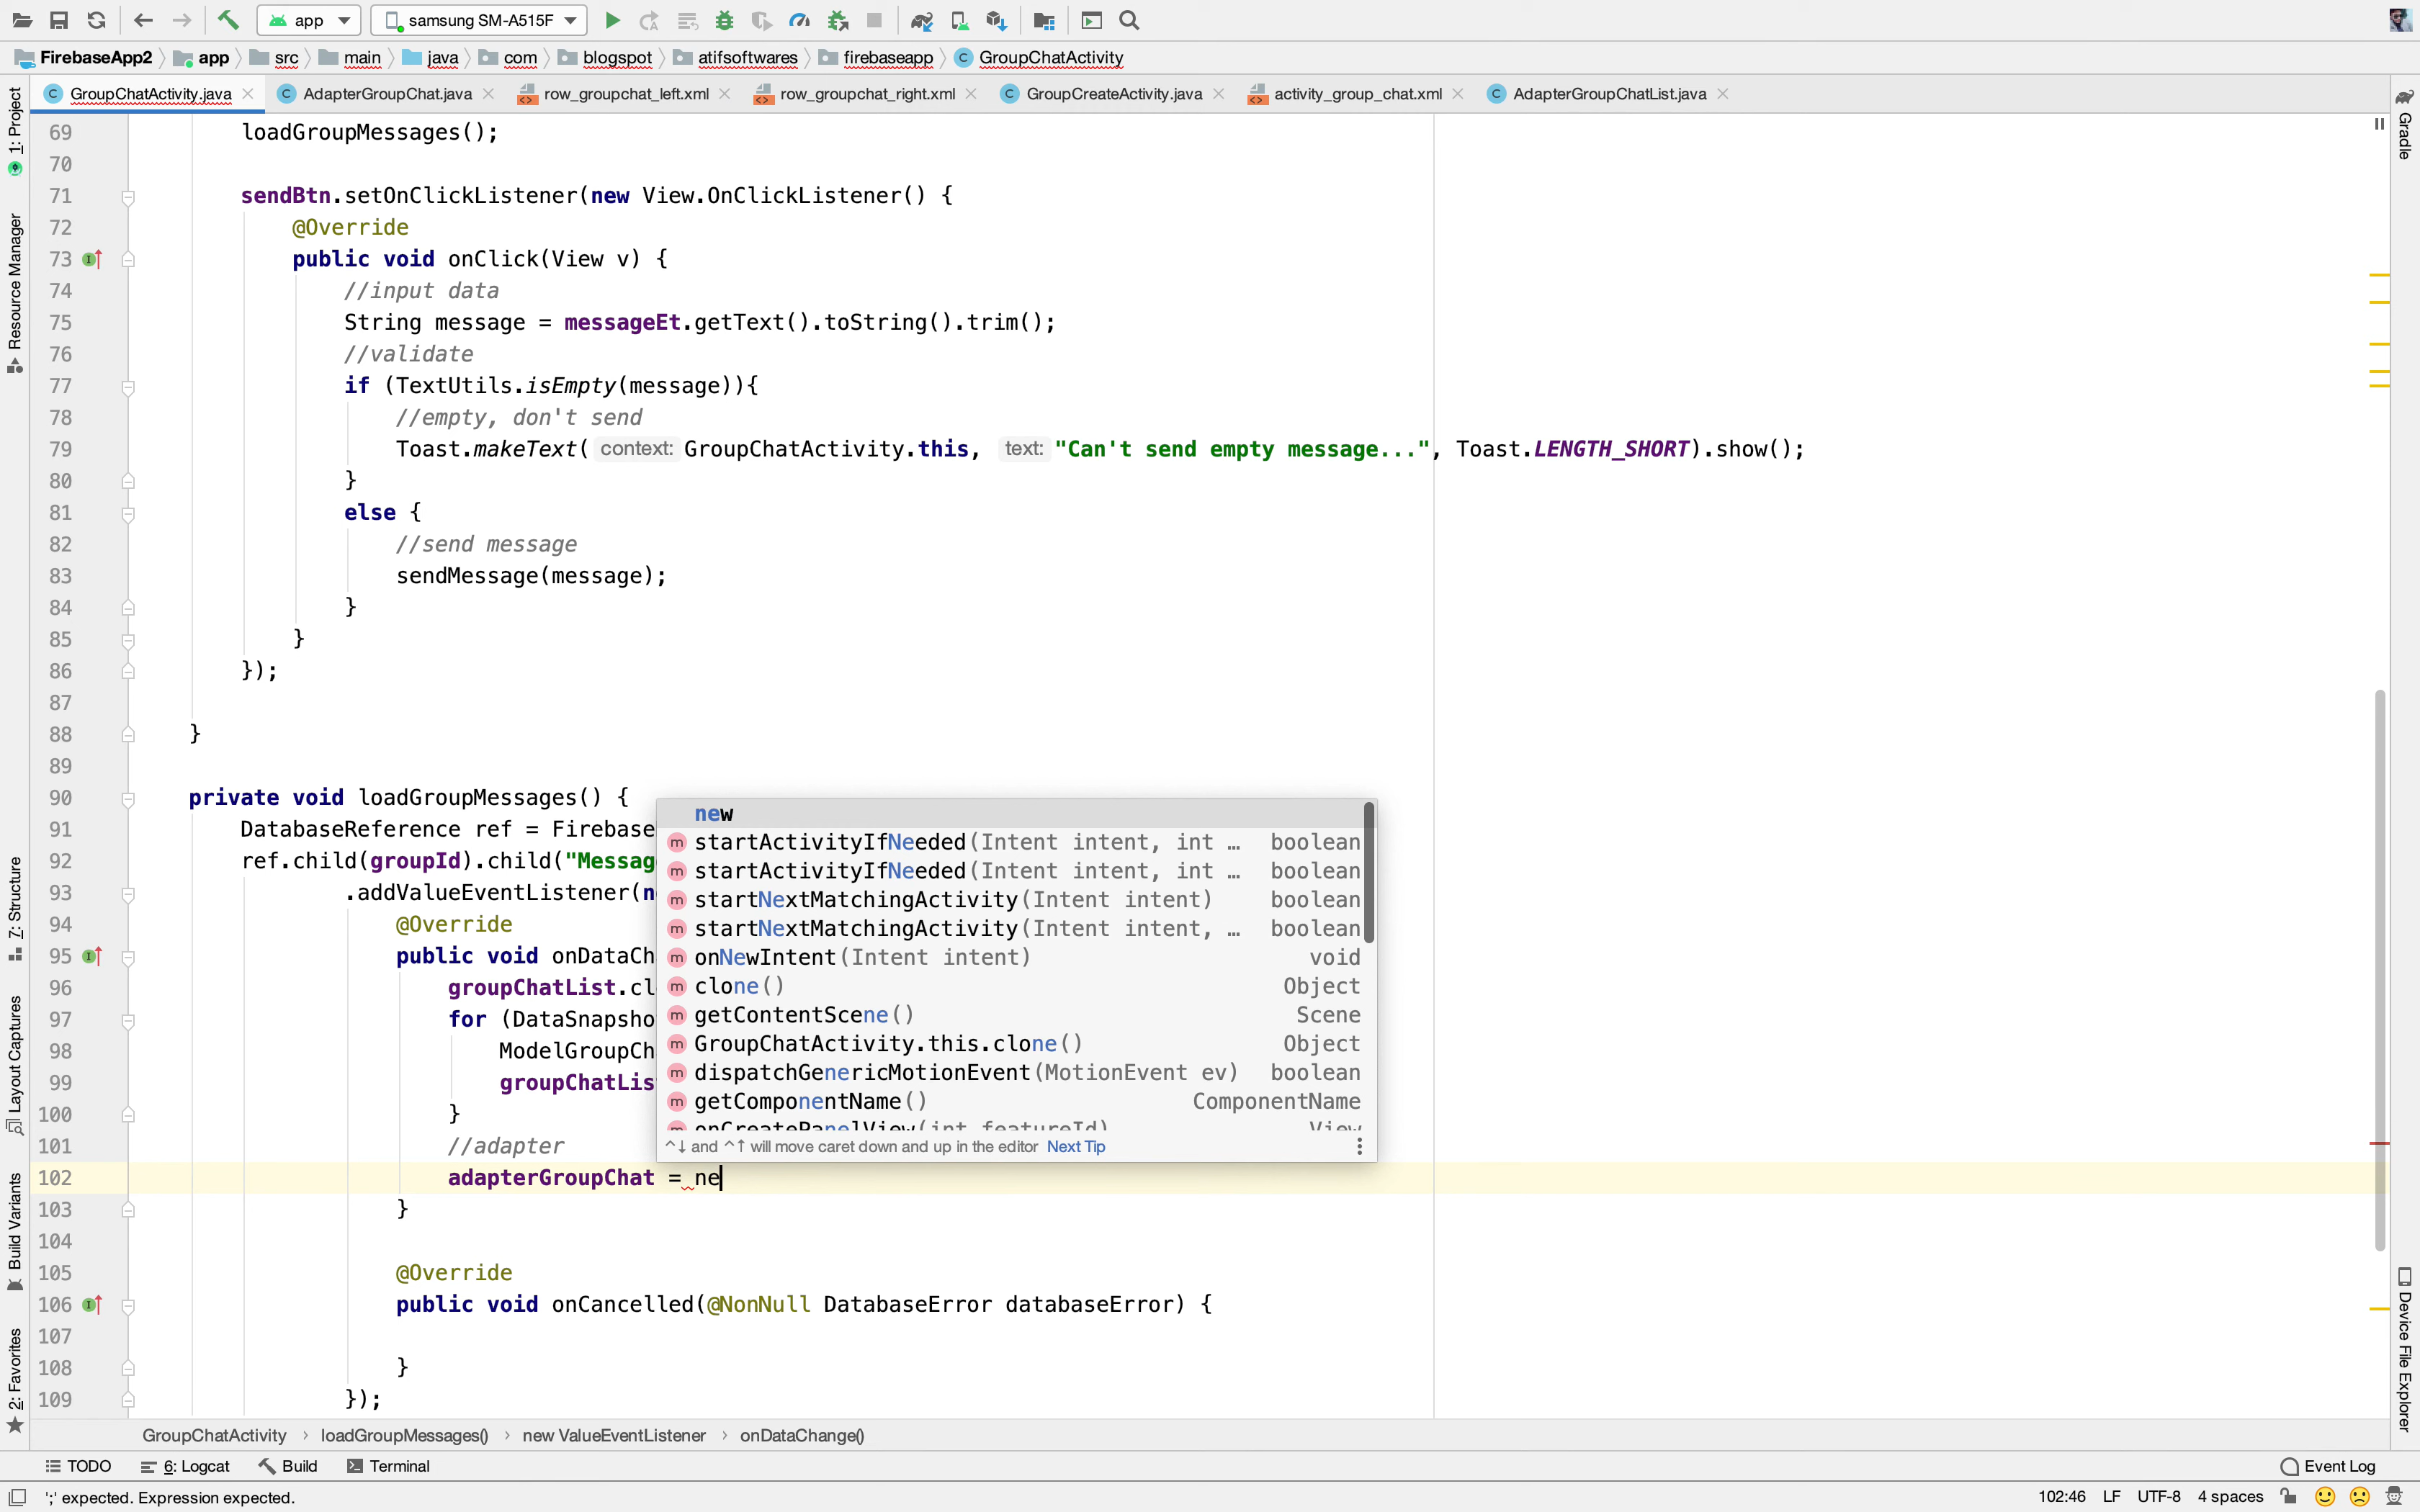 app
samsung SM-A515F
FirebaseApp2 app src main java com blogspot atifsoftwares firebaseapp GroupChatActivity
GroupChatActivity.java AdapterGroupChat.java row_groupchat_left.xml row_groupchat_right.xml GroupCreateActivity.java activity_group_chat.xml AdapterGroupChatList.java
1: Project
Resource Manager
7: Structure
Layout Captures
Build Variants
2: Favorites
Gradle
Device File Explorer
69 loadGroupMessages();
70
71 sendBtn.setOnClickListener(new View.OnClickListener() {
72 @Override
73 public void onClick(View v) {
74 //input data
75 String message = messageEt.getText().toString().trim();
76 //validate
77 if (TextUtils.isEmpty(message)){
78 //empty, don't send
79 Toast.makeText( context: GroupChatActivity.this, text: "Can't send empty message...", Toast.LENGTH_SHORT).show();
80 }
81 else {
82 //send message
83 sendMessage(message);
84 }
85 }
86 });
87
88 }
89
90 private void loadGroupMessages() {
91 DatabaseReference ref = Firebase
92 ref.child(groupId).child("Messag
93 .addValueEventListener(n
94 @Override
95 public void onDataCh
96 groupChatList.cl
97 for (DataSnapsho
98 ModelGroupCh
99 groupChatLis
100 }
101 //adapter
102 adapterGroupChat = ne
103 }
104
105 @Override
106 public void onCancelled(@NonNull DatabaseError databaseError) {
107
108 }
109 });
new
m startActivityIfNeeded(Intent intent, int … boolean
m startActivityIfNeeded(Intent intent, int … boolean
m startNextMatchingActivity(Intent intent) boolean
m startNextMatchingActivity(Intent intent, … boolean
m onNewIntent(Intent intent) void
m clone() Object
m getContentScene() Scene
m GroupChatActivity.this.clone() Object
m dispatchGenericMotionEvent(MotionEvent ev) boolean
m getComponentName() ComponentName
m onCreatePanelView(int featureId) View
^↓ and ^↑ will move caret down and up in the editor Next Tip
GroupChatActivity › loadGroupMessages() › new ValueEventListener › onDataChange()
TODO 6: Logcat Build Terminal Event Log
';' expected. Expression expected. 102:46 LF UTF-8 4 spaces